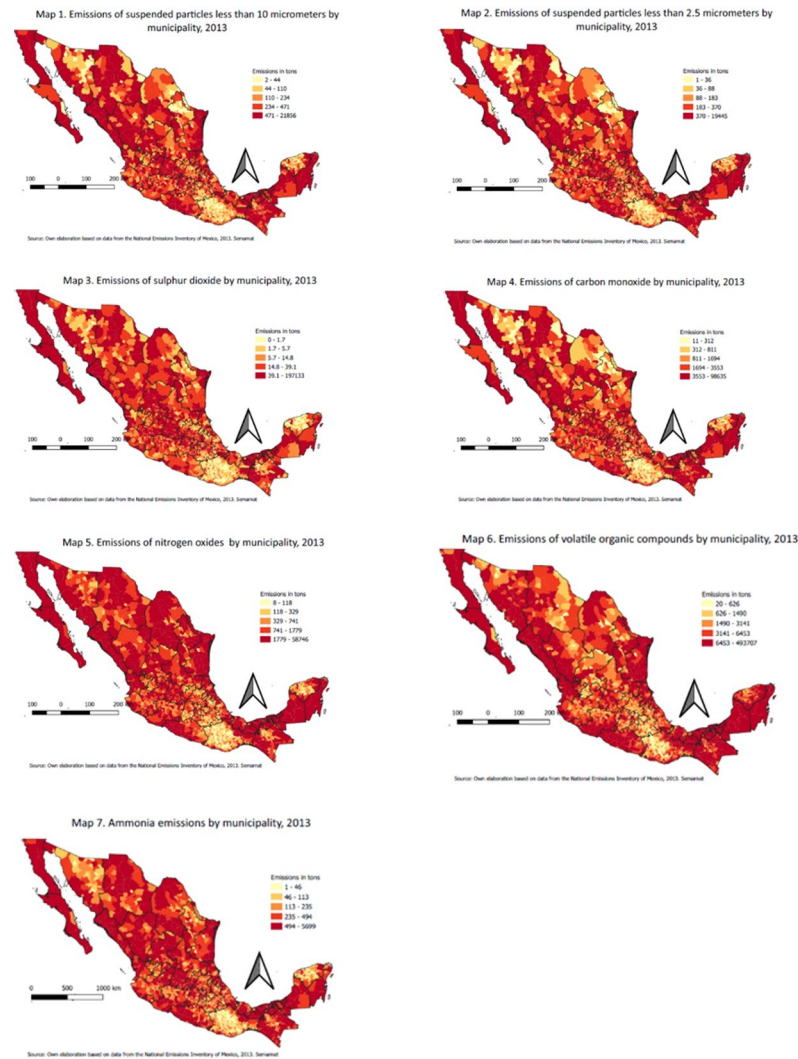 Map 1. Emissions of suspended particles less than 10 micrometers by
municipality, 2013
Emissions in tons
2 - 44
44 - 110
110 - 234
234 - 471
471 - 21856
100 0 100 200
Source: Own elaboration based on data from the National Emissions Inventory of Mexico, 2013. Semarnat
Map 2. Emissions of suspended particles less than 2.5 micrometers by
municipality, 2013
Emissions in tons
1 - 36
36 - 88
88 - 183
183 - 370
370 - 19445
100 0 100 200
Source: Own elaboration based on data from the National Emissions Inventory of Mexico, 2013. Semarnat
Map 3. Emissions of sulphur dioxide by municipality, 2013
Emissions in tons
0 - 1.7
1.7 - 5.7
5.7 - 14.8
14.8 - 39.1
39.1 - 197133
100 0 100 200
Source: Own elaboration based on data from the National Emissions Inventory of Mexico, 2013. Semarnat
Map 4. Emissions of carbon monoxide by municipality, 2013
Emissions in tons
11 - 312
312 - 811
811 - 1694
1694 - 3553
3553 - 98635
100 0 100 200
Source: Own elaboration based on data from the National Emissions Inventory of Mexico, 2013. Semarnat
Map 5. Emissions of nitrogen oxides by municipality, 2013
Emissions in tons
8 - 118
118 - 329
329 - 741
741 - 1779
1779 - 58746
100 0 100 200
Source: Own elaboration based on data from the National Emissions Inventory of Mexico, 2013. Semarnat
Map 6. Emissions of volatile organic compounds by municipality, 2013
Emissions in tons
20 - 626
626 - 1490
1490 - 3141
3141 - 6453
6453 - 493707
100 0 100 200
Source: Own elaboration based on data from the National Emissions Inventory of Mexico, 2013. Semarnat
Map 7. Ammonia emissions by municipality, 2013
Emissions in tons
1 - 46
46 - 113
113 - 235
235 - 494
494 - 5699
0 500 1000 km
Source: Own elaboration based on data from the National Emissions Inventory of Mexico, 2013. Semarnat